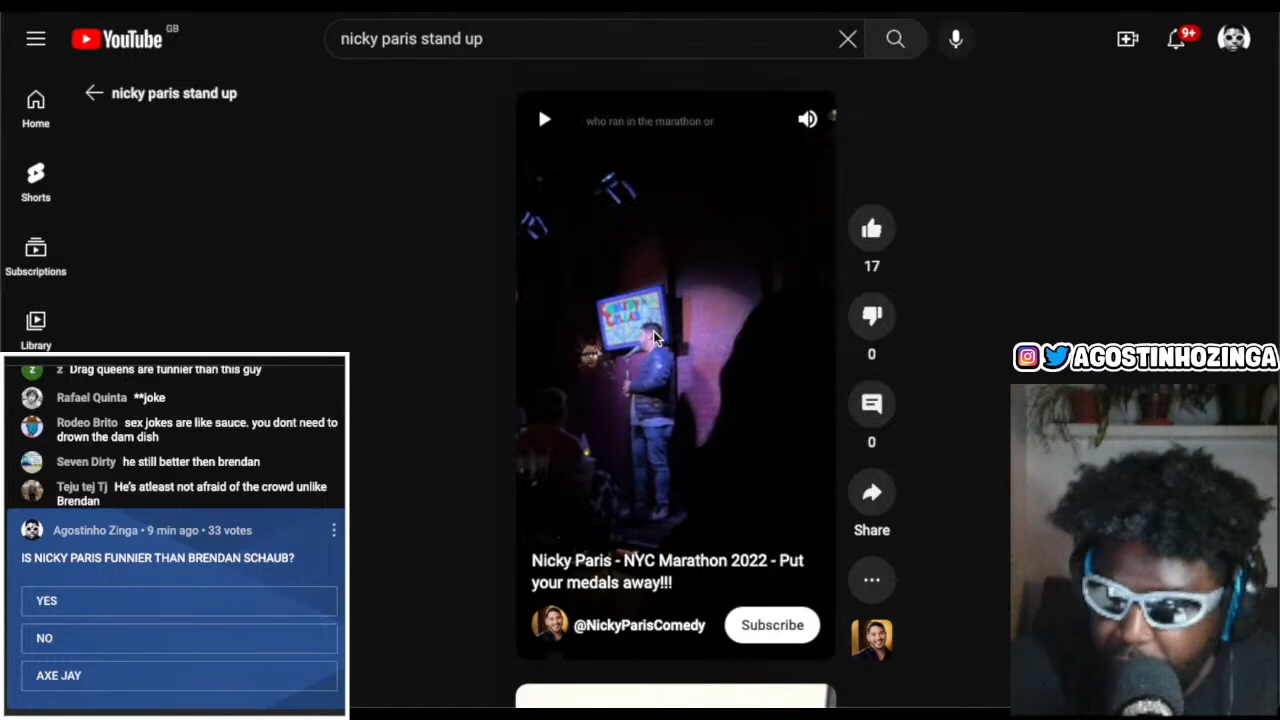 YouTube GB
nicky paris stand up
9+
nicky paris stand up
Home
Shorts
Subscriptions
Library
who ran in the marathon or
COMEDY
CELLAR
17
0
0
Share
Nicky Paris - NYC Marathon 2022 - Put
your medals away!!!
@NickyParisComedy
Subscribe
z z Drag queens are funnier than this guy
Rafael Quinta **joke
Rodeo Brito sex jokes are like sauce. you dont need to
drown the dam dish
Seven Dirty he still better then brendan
Teju tej Tj He's atleast not afraid of the crowd unlike
Brendan
Agostinho Zinga • 9 min ago • 33 votes
IS NICKY PARIS FUNNIER THAN BRENDAN SCHAUB?
YES
NO
AXE JAY
@AGOSTINHOZINGA